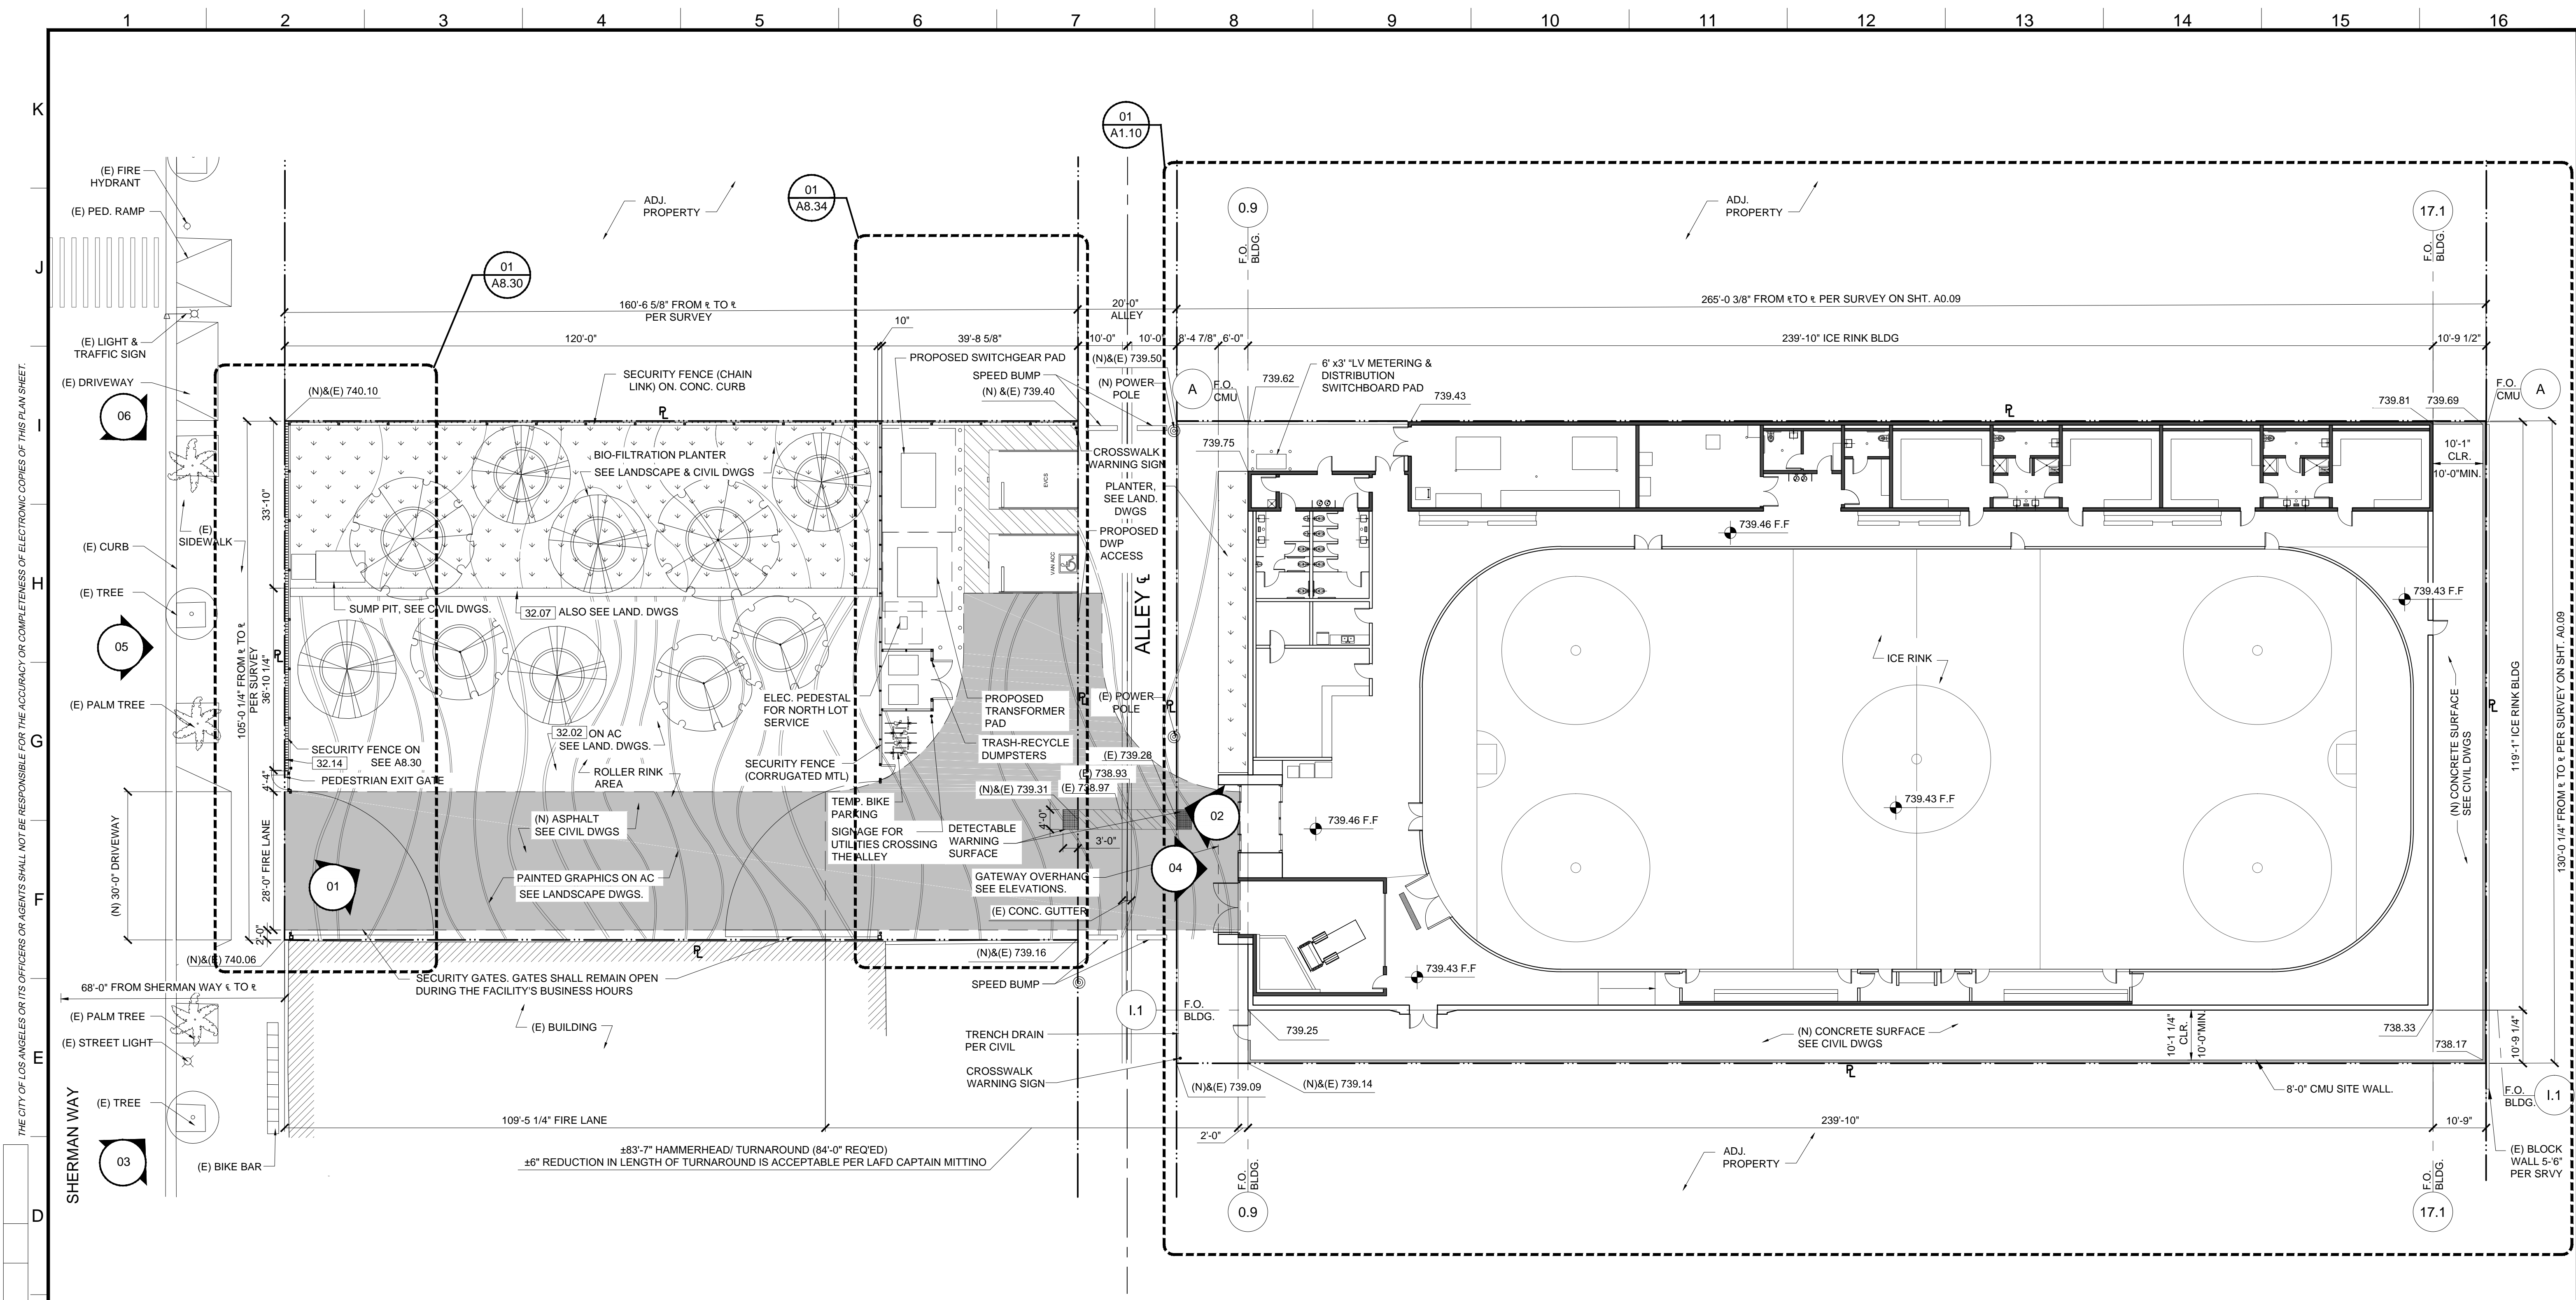 1 2 3 4 5 6 7 8 9 10 11 12 13 14 15 16
K
J
I
H
G
F
E
D
THE CITY OF LOS ANGELES OR ITS OFFICERS OR AGENTS SHALL NOT BE RESPONSIBLE FOR THE ACCURACY OR COMPLETENESS OF ELECTRONIC COPIES OF THIS PLAN SHEET.
(E) FIRE
HYDRANT
(E) PED. RAMP
(E) LIGHT &
TRAFFIC SIGN
(E) DRIVEWAY
06
(E)
SIDEWALK
(E) CURB
(E) TREE
05
(E) PALM TREE
(N) 30'-0" DRIVEWAY
68'-0" FROM SHERMAN WAY ℄ TO ℄
(E) PALM TREE
(E) STREET LIGHT
(E) TREE
SHERMAN WAY
03
(E) BIKE BAR
01
A8.30
01
A8.34
01
A1.10
ADJ.
PROPERTY
160'-6 5/8" FROM ℄ TO ℄
PER SURVEY
20'-0"
ALLEY
265'-0 3/8" FROM ℄ TO ℄ PER SURVEY ON SHT. A0.09
120'-0"
10"
39'-8 5/8"
10'-0"
10'-0
8'-4 7/8"
6'-0"
239'-10" ICE RINK BLDG
10'-9 1/2"
0.9
F.O.
BLDG.
ADJ.
PROPERTY
17.1
F.O.
BLDG.
(N)&(E) 740.10
SECURITY FENCE (CHAIN
LINK) ON. CONC. CURB
PROPOSED SWITCHGEAR PAD
SPEED BUMP
(N) &(E) 739.40
(N)&(E) 739.50
(N) POWER
POLE
A
F.O.
CMU
739.62
6' x3' "LV METERING &
DISTRIBUTION
SWITCHBOARD PAD
739.43
739.81
739.69
F.O.
CMU
A
739.75
PL
PL
BIO-FILTRATION PLANTER
SEE LANDSCAPE & CIVIL DWGS
33'-10"
CROSSWALK
WARNING SIGN
PLANTER,
SEE LAND.
DWGS
PROPOSED
DWP
ACCESS
EVCS
VAN ACC
10'-1"
CLR.
10'-0"MIN.
739.46 F.F
739.43 F.F
SUMP PIT, SEE CIVIL DWGS.
32.07 ALSO SEE LAND. DWGS
ALLEY ℄
105'-0 1/4" FROM ℄ TO ℄
PER SURVEY
36'-10 1/4"
PL
ICE RINK
ELEC. PEDESTAL
FOR NORTH LOT
SERVICE
PROPOSED
TRANSFORMER
PAD
PL
(E) POWER
POLE
PL
PL
32.02 ON AC
SEE LAND. DWGS.
TRASH-RECYCLE
DUMPSTERS
SECURITY FENCE ON
SEE A8.30
32.14
PEDESTRIAN EXIT GATE
4'-4"
ROLLER RINK
AREA
SECURITY FENCE
(CORRUGATED MTL)
(E) 739.28
(E) 738.93
(E) 738.97
(N)&(E) 739.31
TEMP. BIKE
PARKING
SIGNAGE FOR
UTILITIES CROSSING
THE ALLEY
DETECTABLE
WARNING
SURFACE
4'-0"
3'-0"
02
04
739.46 F.F
739.43 F.F
(N) CONCRETE SURFACE
SEE CIVIL DWGS
119'-1" ICE RINK BLDG
130'-0 1/4" FROM ℄ TO ℄ PER SURVEY ON SHT. A0.09
(N) ASPHALT
SEE CIVIL DWGS
28'-0" FIRE LANE
01
PAINTED GRAPHICS ON AC
SEE LANDSCAPE DWGS.
GATEWAY OVERHANG
SEE ELEVATIONS.
(E) CONC. GUTTER
2'-0"
(N)&(E) 740.06
PL
(N)&(E) 739.16
739.43 F.F
SECURITY GATES. GATES SHALL REMAIN OPEN
DURING THE FACILITY'S BUSINESS HOURS
SPEED BUMP
I.1
F.O.
BLDG.
(E) BUILDING
TRENCH DRAIN
PER CIVIL
739.25
(N) CONCRETE SURFACE
SEE CIVIL DWGS
10'-1 1/4"
CLR.
10'-0"MIN.
738.33
738.17
10'-9 1/4"
CROSSWALK
WARNING SIGN
(N)&(E) 739.09
(N)&(E) 739.14
PL
8'-0" CMU SITE WALL.
F.O.
BLDG.
I.1
109'-5 1/4" FIRE LANE
2'-0"
239'-10"
10'-9"
±83'-7" HAMMERHEAD/ TURNAROUND (84'-0" REQ'ED)
±6" REDUCTION IN LENGTH OF TURNAROUND IS ACCEPTABLE PER LAFD CAPTAIN MITTINO
F.O.
BLDG.
0.9
ADJ.
PROPERTY
F.O.
BLDG.
17.1
(E) BLOCK
WALL 5-'6"
PER SRVY